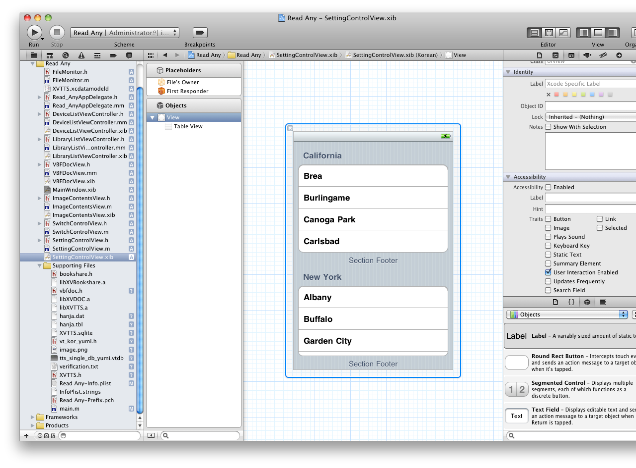 Read Any – SettingControlView.xib
Run
Stop
Read Any | Administrator의 i...
Scheme
Breakpoints
Editor
View
Orga
Read Any
Read Any
SettingControlView.xib
SettingControlView.xib (Korean)
View
Read Any
FileMonitor.h
FileMonitor.m
XVTTS.xcdatamodeld
Read_AnyAppDelegate.h
Read_AnyAppDelegate.mm
DeviceListViewController.h
DeviceListViewController.mm
DeviceListViewController.xib
LibraryListViewController.h
LibraryListVi...ontroller.mm
LibraryListViewController.xib
VBFDocView.h
VBFDocView.mm
VBFDocView.xib
MainWindow.xib
ImageContentsView.h
ImageContentsView.m
ImageContentsView.xib
SwitchControlView.h
SwitchControlView.m
SettingControlView.h
SettingControlView.m
SettingControlView.xib
Supporting Files
bookshare.h
libXVBookshare.a
vbfdoc.h
libXVDOC.a
libXVTTS.a
hanja.dat
hanja.tbl
XVTTS.sqlite
vt_kor_yumi.h
image.png
tts_single_db_yumi.vtdb
verification.txt
XVTTS.h
Read Any-Info.plist
InfoPlist.strings
Read Any-Prefix.pch
main.m
Frameworks
Products
Placeholders
File's Owner
First Responder
Objects
View
Table View
California
Brea
Burlingame
Canoga Park
Carlsbad
Section Footer
New York
Albany
Buffalo
Garden City
Section Footer
Identity
Label
Xcode Specific Label
Object ID
Lock
Inherited - (Nothing)
Notes
Show With Selection
Accessibility
Accessibility
Enabled
Label
Hint
Traits
Button
Link
Image
Selected
Plays Sound
Keyboard Key
Static Text
Summary Element
User Interaction Enabled
Updates Frequently
Search Field
Objects
Label
Label - A variably sized amount of static t
Round Rect Button - Intercepts touch ev
and sends an action message to a target ob
when it's tapped.
1 2
Segmented Control - Displays multiple
segments, each of which functions as a
discrete button.
Text
Text Field - Displays editable text and sen
an action message to a target object when
Return is tapped.